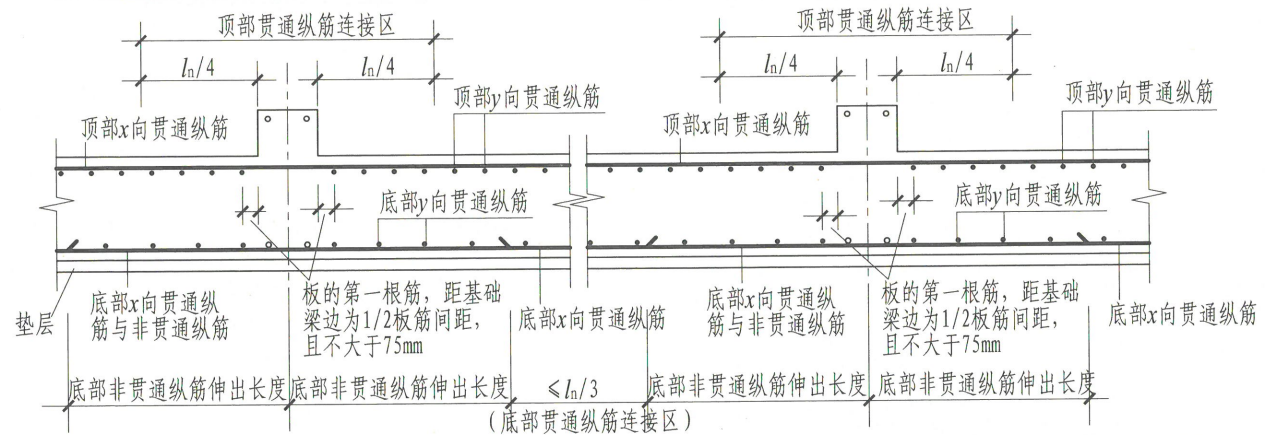 顶部贯通纵筋连接区
顶部贯通纵筋连接区
ln/4
ln/4
ln/4
ln/4
顶部x向贯通纵筋
顶部y向贯通纵筋
顶部x向贯通纵筋
顶部y向贯通纵筋
底部y向贯通纵筋
底部y向贯通纵筋
垫层
底部x向贯通纵
筋与非贯通纵筋
板的第一根筋，距基础
梁边为1/2板筋间距，
且不大于75mm
底部x向贯通纵筋
底部x向贯通纵
筋与非贯通纵筋
板的第一根筋，距基础
梁边为1/2板筋间距，
且不大于75mm
底部x向贯通纵筋
底部非贯通纵筋伸出长度
底部非贯通纵筋伸出长度
≤ln/3
底部非贯通纵筋伸出长度
底部非贯通纵筋伸出长度
(底部贯通纵筋连接区)